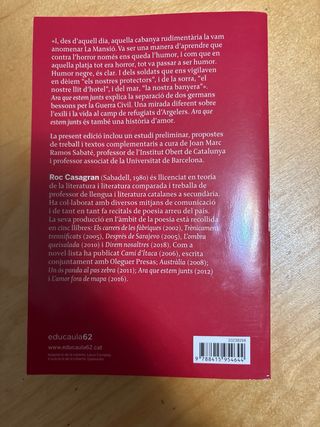 «I, des d'aquell dia, aquella cabana rudimentària la vam
anomenar La Mansió. Va ser una manera d'aprendre que
contra l'horror només ens queda l'humor, i com que en
aquella platja tot era horror, tot va passar a ser humor.
Humor negre, és clar. I dels soldats que ens vigilaven
en dèiem "els nostres protectors", i de la sorra, "el
nostre llit d'hotel", i del mar, "la nostra banyera"».
Ara que estem junts explica la separació de dos germans
bessons per la Guerra Civil. Una mirada diferent sobre
l'exili i la vida al camp de refugiats d'Argelers. Ara que
estem junts és també una història d'amor.
La present edició inclou un estudi preliminar, propostes
de treball i textos complementaris a cura de Joan Marc
Ramos Sabaté, professor de l'Institut Obert de Catalunya
i professor associat de la Universitat de Barcelona.
Roc Casagran (Sabadell, 1980) és llicenciat en teoria
de la literatura i literatura comparada i treballa de
professor de llengua i literatura catalanes a secundària.
Ha col·laborat amb diversos mitjans de comunicació
i de tant en tant fa recitals de poesia arreu del país.
La seva producció en l'àmbit de la poesia està recollida
en cinc llibres: Els carrers de les fàbriques (2002), Trènicament
trennificats (2005), Després de Sarajevo (2005), L'ombra
queixalada (2010) i Direm nosaltres (2018). Com a
novel·lista ha publicat Camí d'Ítaca (2006), escrita
conjuntament amb Oleguer Presas; Austràlia (2008);
Un ós panda al pas zebra (2011); Ara que estem junts (2012)
i L'amor fora de mapa (2016).
educaula62
www.educaula62.cat
10238268
9 788415 954644